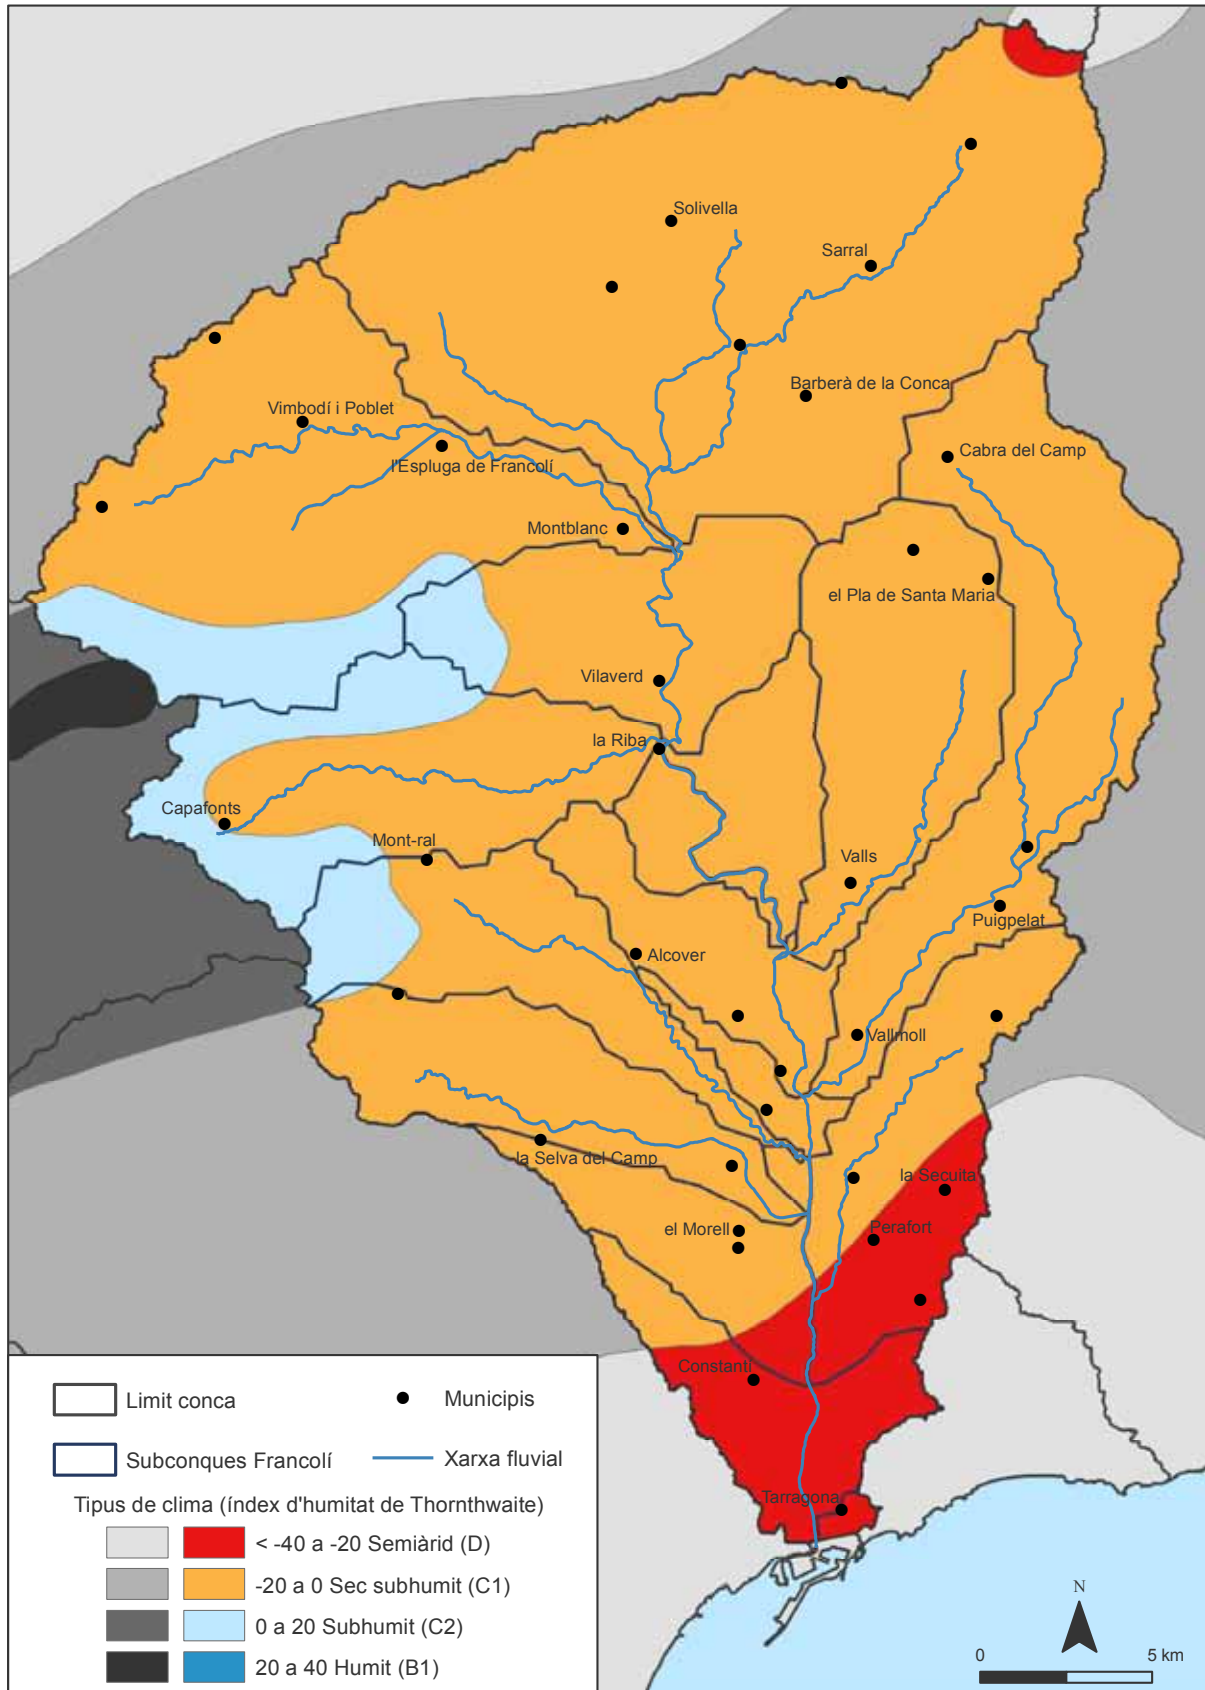 Solivella
Sarral
Barberà de la Conca
Vimbodí i Poblet
l'Espluga de Francolí
Cabra del Camp
Montblanc
el Pla de Santa Maria
Vilaverd
la Riba
Capafonts
Mont-ral
Valls
Puigpelat
Alcover
Vallmoll
la Selva del Camp
la Secuita
el Morell
Perafort
Constantí
Tarragona
Limit conca
Municipis
Subconques Francolí
Xarxa fluvial
Tipus de clima (índex d'humitat de Thornthwaite)
< -40 a -20 Semiàrid (D)
-20 a 0 Sec subhumit (C1)
0 a 20 Subhumit (C2)
20 a 40 Humit (B1)
N
0 5 km